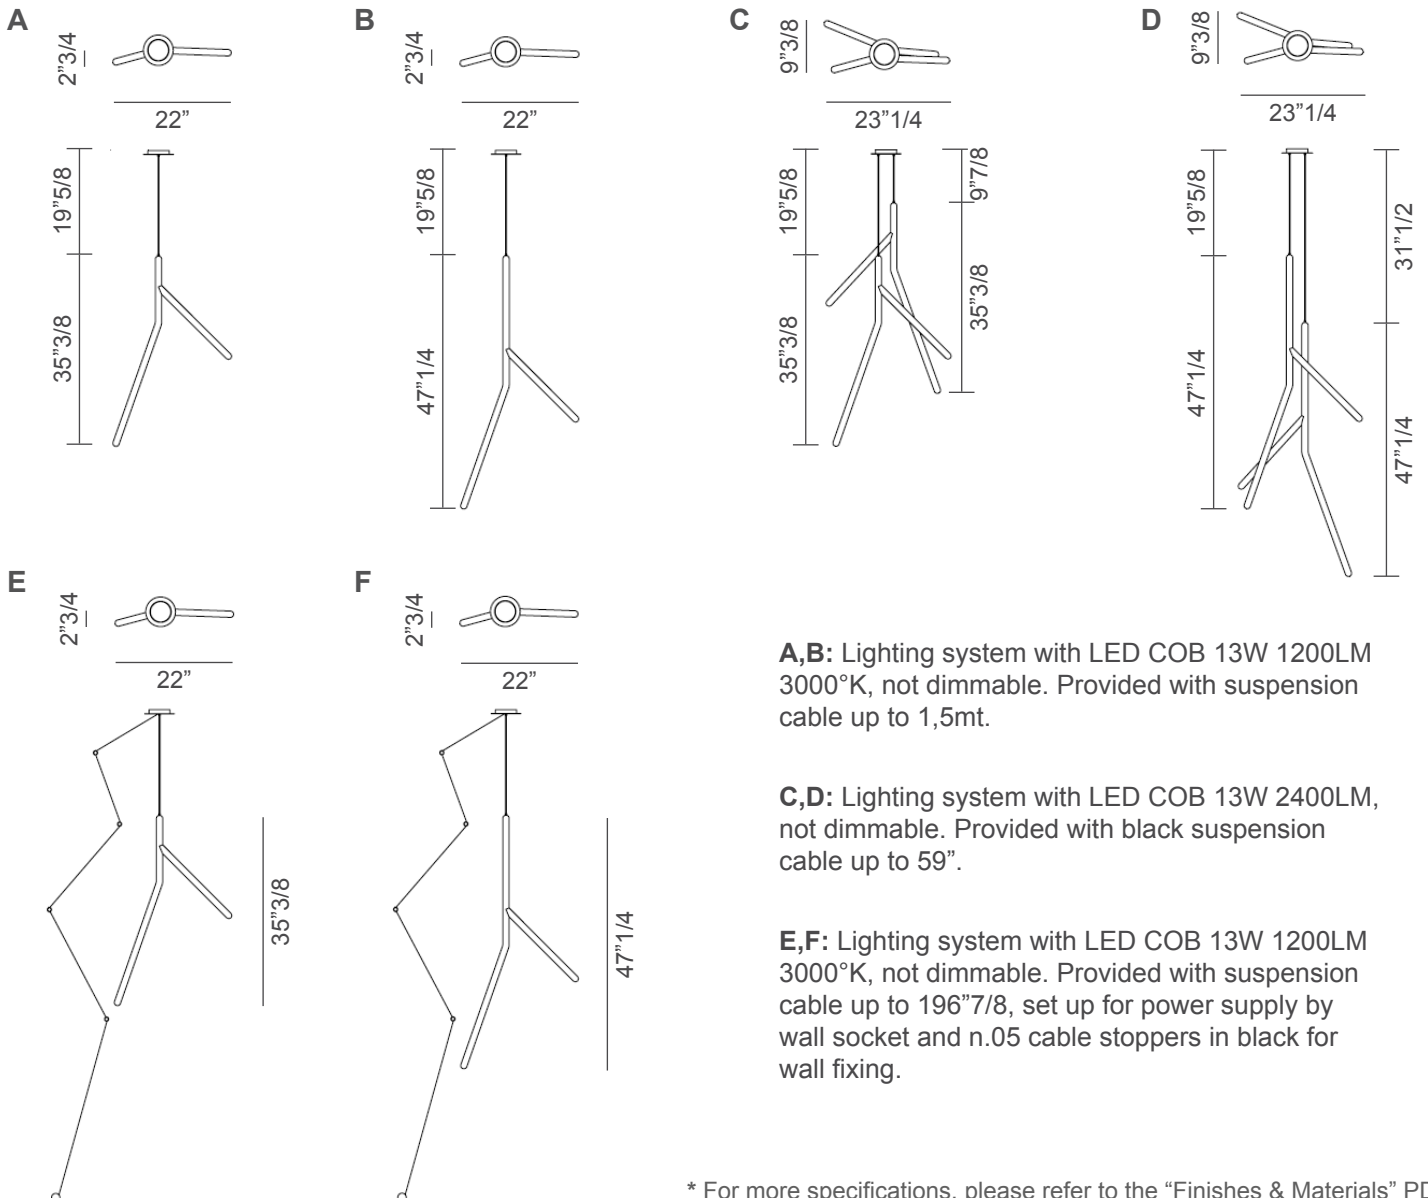 A
B
C
D
2”3/4
22”
2”3/4
22”
9”3/8
23”1/4
9”3/8
23”1/4
19”5/8
35”3/8
19”5/8
47”1/4
19”5/8
35”3/8
9”7/8
35”3/8
19”5/8
47”1/4
31”1/2
47”1/4
E
F
2”3/4
22”
2”3/4
22”
35”3/8
47”1/4
A,B: Lighting system with LED COB 13W 1200LM
3000°K, not dimmable. Provided with suspension
cable up to 1,5mt.
C,D: Lighting system with LED COB 13W 2400LM,
not dimmable. Provided with black suspension
cable up to 59”.
E,F: Lighting system with LED COB 13W 1200LM
3000°K, not dimmable. Provided with suspension
cable up to 196”7/8, set up for power supply by
wall socket and n.05 cable stoppers in black for
wall fixing.
* For more specifications, please refer to the “Finishes & Materials”